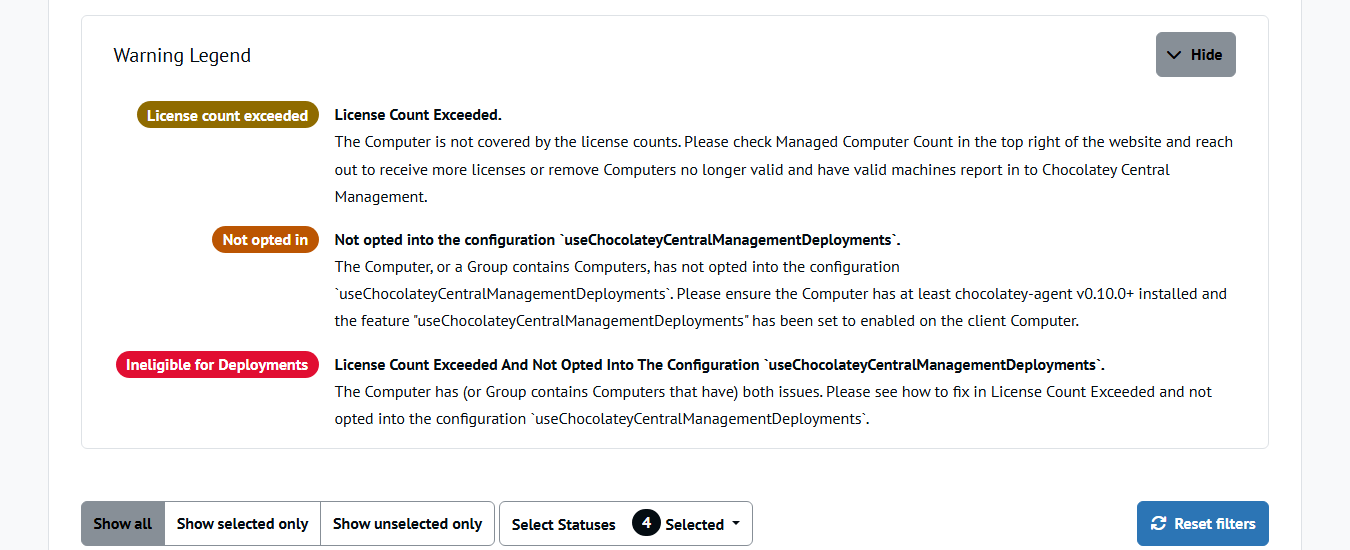 Warning Legend
Hide
License count exceeded
License Count Exceeded.
The Computer is not covered by the license counts. Please check Managed Computer Count in the top right of the website and reach
out to receive more licenses or remove Computers no longer valid and have valid machines report in to Chocolatey Central
Management.
Not opted in
Not opted into the configuration `useChocolateyCentralManagementDeployments`.
The Computer, or a Group contains Computers, has not opted into the configuration
`useChocolateyCentralManagementDeployments`. Please ensure the Computer has at least chocolatey-agent v0.10.0+ installed and
the feature "useChocolateyCentralManagementDeployments" has been set to enabled on the client Computer.
Ineligible for Deployments
License Count Exceeded And Not Opted Into The Configuration `useChocolateyCentralManagementDeployments`.
The Computer has (or Group contains Computers that have) both issues. Please see how to fix in License Count Exceeded and not
opted into the configuration `useChocolateyCentralManagementDeployments`.
Show all
Show selected only
Show unselected only
Select Statuses 4 Selected
Reset filters